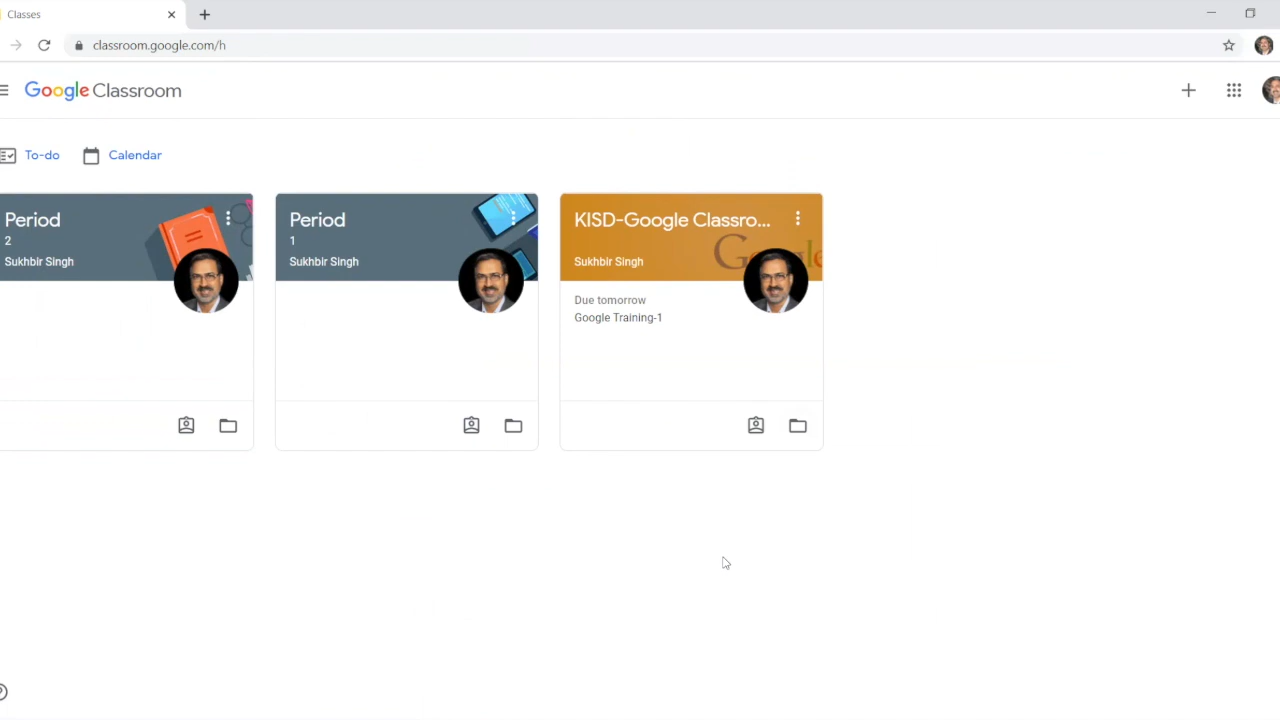 Classes
classroom.google.com/h
Google Classroom
To-do
Calendar
Period
2
Sukhbir Singh
Period
1
Sukhbir Singh
KISD-Google Classro...
Google
Sukhbir Singh
Due tomorrow
Google Training-1